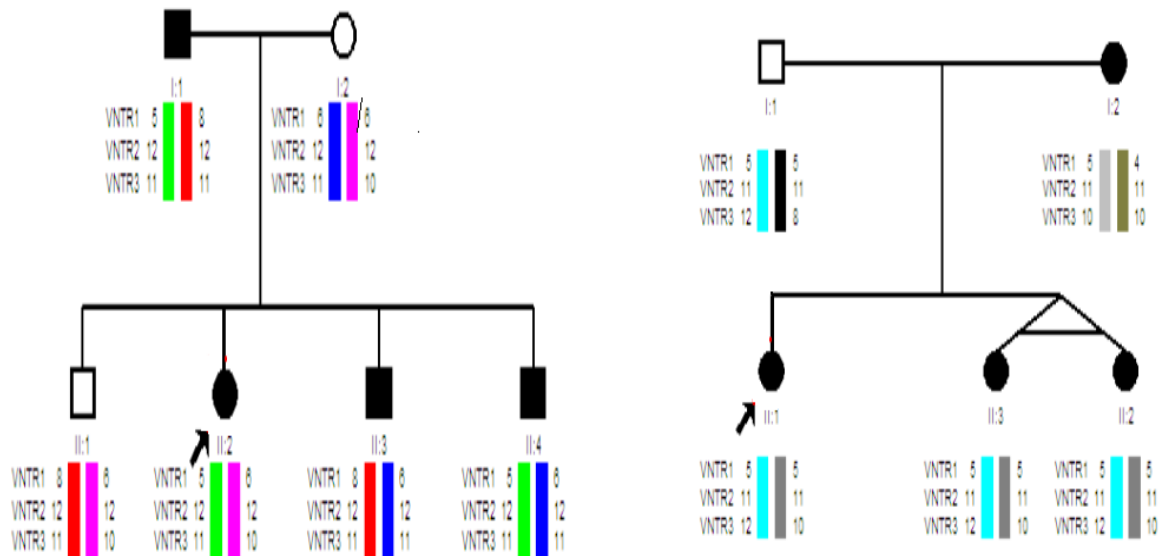 I:1
I:2
VNTR1 5 8
VNTR2 12 12
VNTR3 11 11
VNTR1 6 6
VNTR2 12 12
VNTR3 11 10
II:1
II:2
II:3
II:4
VNTR1 8 6
VNTR2 12 12
VNTR3 11 10
VNTR1 5 6
VNTR2 12 12
VNTR3 11 10
VNTR1 8 6
VNTR2 12 12
VNTR3 11 11
VNTR1 5 6
VNTR2 12 12
VNTR3 11 11
I:1
I:2
VNTR1 5 5
VNTR2 11 11
VNTR3 12 8
VNTR1 5 4
VNTR2 11 11
VNTR3 10 10
II:1
II:3
II:2
VNTR1 5 5
VNTR2 11 11
VNTR3 12 10
VNTR1 5 5
VNTR2 11 11
VNTR3 12 10
VNTR1 5 5
VNTR2 11 11
VNTR3 12 10